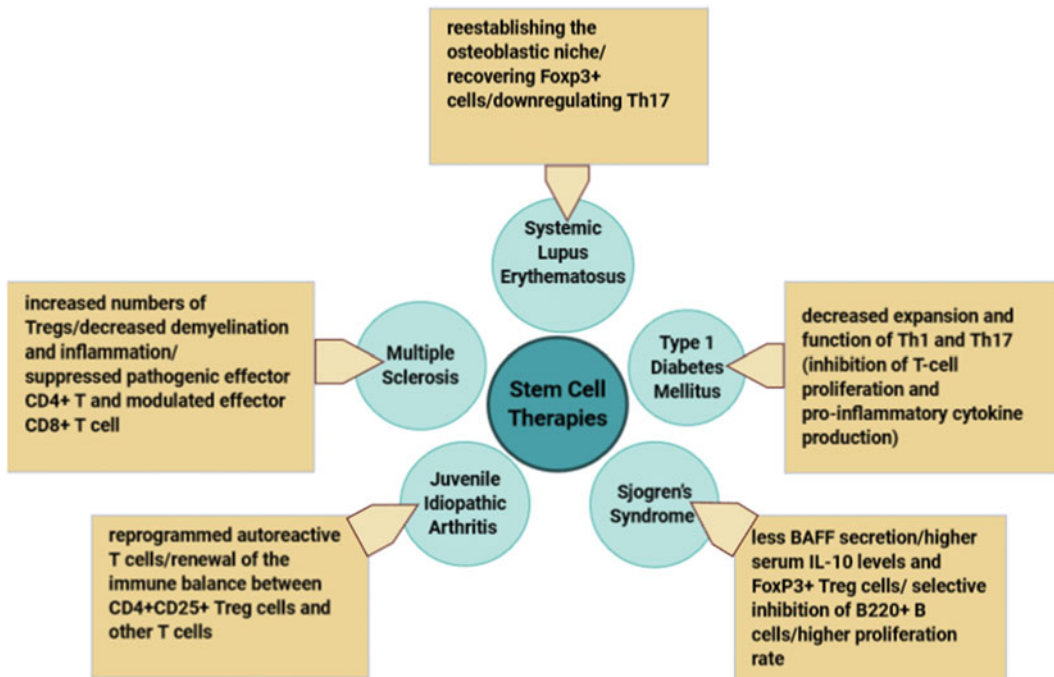 reestablishing the
osteoblastic niche/
recovering Foxp3+
cells/downregulating Th17
Systemic
Lupus
Erythematosus
increased numbers of
Tregs/decreased demyelination
and inflammation/
suppressed pathogenic effector
CD4+ T and modulated effector
CD8+ T cell
Multiple
Sclerosis
Stem Cell
Therapies
Type 1
Diabetes
Mellitus
decreased expansion and
function of Th1 and Th17
(inhibition of T-cell
proliferation and
pro-inflammatory cytokine
production)
Juvenile
Idiopathic
Arthritis
reprogrammed autoreactive
T cells/renewal of the
immune balance between
CD4+CD25+ Treg cells and
other T cells
Sjogren's
Syndrome
less BAFF secretion/higher
serum IL-10 levels and
FoxP3+ Treg cells/ selective
inhibition of B220+ B
cells/higher proliferation
rate